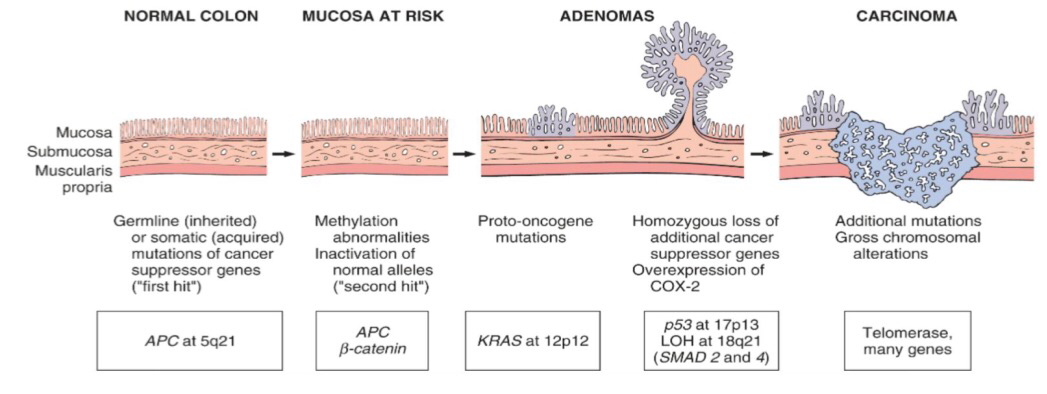 NORMAL COLON
MUCOSA AT RISK
ADENOMAS
CARCINOMA
Mucosa
Submucosa
Muscularis
propria
Germline (inherited)
or somatic (acquired)
mutations of cancer
suppressor genes
("first hit")
Methylation
abnormalities
Inactivation of
normal alleles
("second hit")
Proto-oncogene
mutations
Homozygous loss of
additional cancer
suppressor genes
Overexpression of
COX-2
Additional mutations
Gross chromosomal
alterations
APC at 5q21
APC
β-catenin
KRAS at 12p12
p53 at 17p13
LOH at 18q21
(SMAD 2 and 4)
Telomerase,
many genes